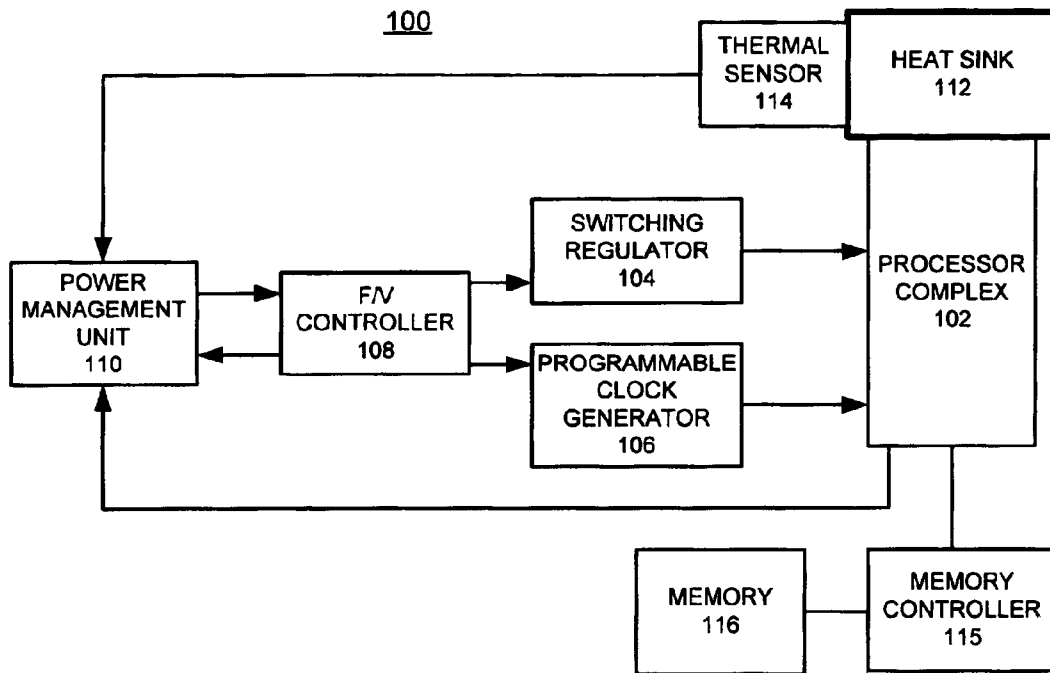 100
THERMAL
SENSOR
114
HEAT SINK
112
SWITCHING
REGULATOR
104
PROCESSOR
COMPLEX
102
POWER
MANAGEMENT
UNIT
110
F/V
CONTROLLER
108
PROGRAMMABLE
CLOCK
GENERATOR
106
MEMORY
116
MEMORY
CONTROLLER
115